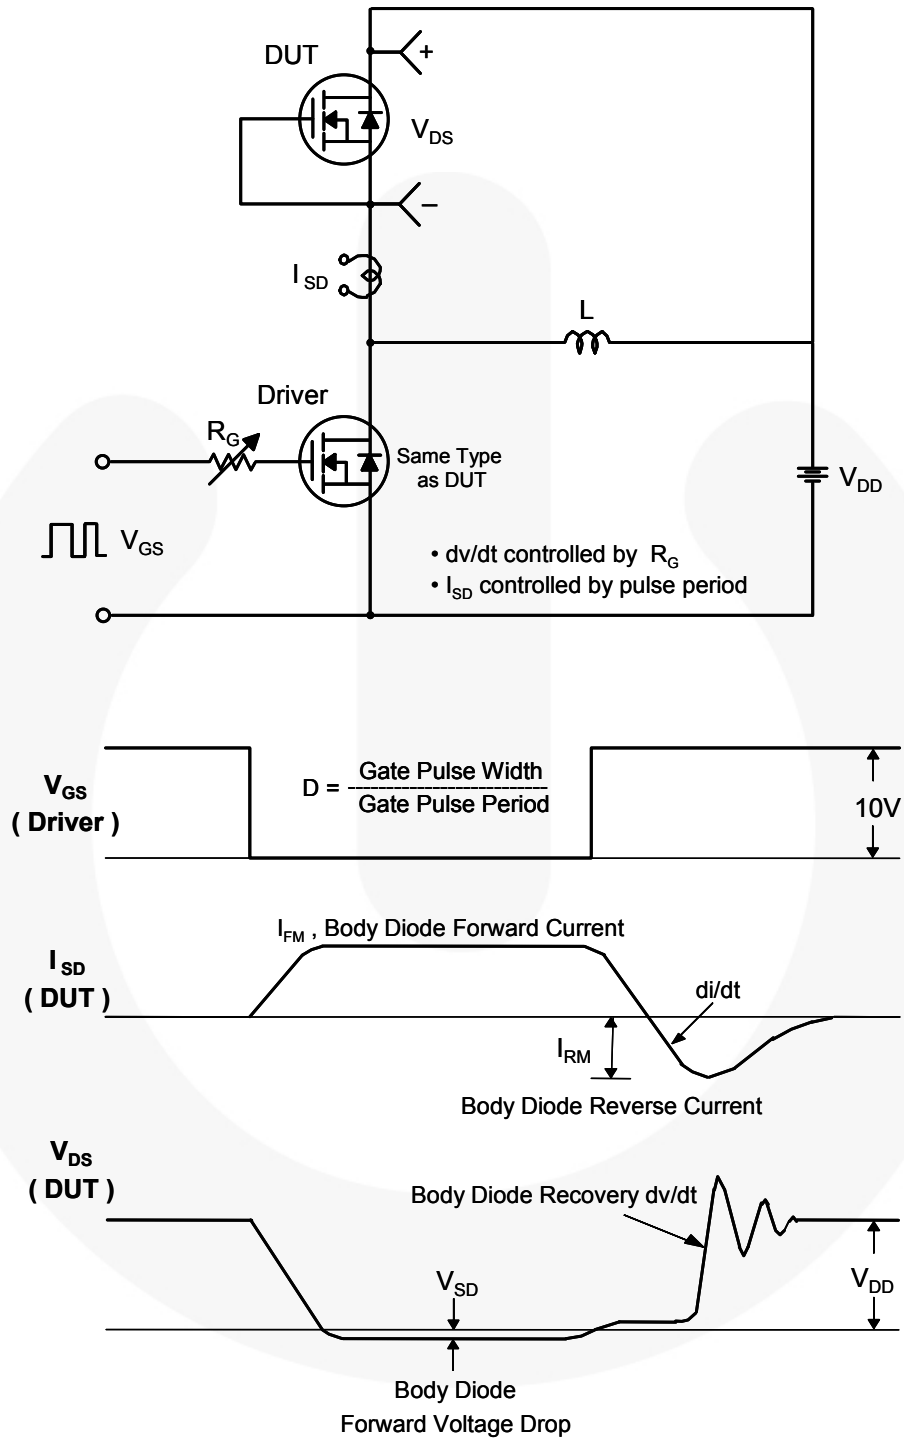 DUT
+
V_DS
−
I_SD
L
Driver
R_G
Same Type
as DUT
V_DD
V_GS
• dv/dt controlled by R_G
• I_SD controlled by pulse period
V_GS
( Driver )
D = Gate Pulse Width
Gate Pulse Period
10V
I_FM , Body Diode Forward Current
I_SD
( DUT )
di/dt
I_RM
Body Diode Reverse Current
V_DS
( DUT )
Body Diode Recovery dv/dt
V_SD
V_DD
Body Diode
Forward Voltage Drop